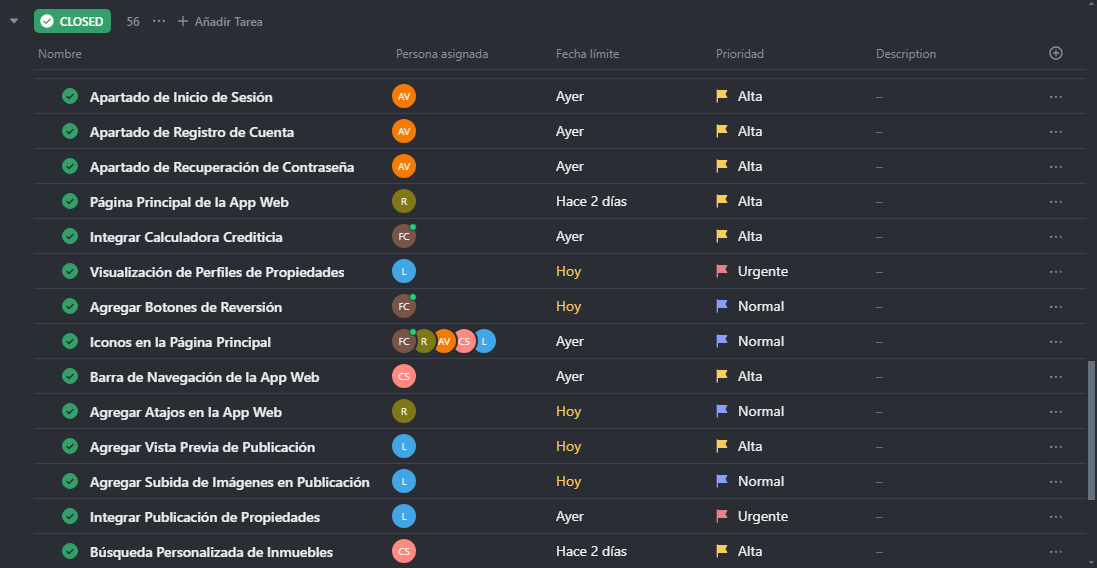 CLOSED 56 ... + Añadir Tarea
Nombre Persona asignada Fecha límite Prioridad Description
Apartado de Inicio de Sesión AV Ayer Alta –
Apartado de Registro de Cuenta AV Ayer Alta –
Apartado de Recuperación de Contraseña AV Ayer Alta –
Página Principal de la App Web R Hace 2 días Alta –
Integrar Calculadora Crediticia FC Ayer Alta –
Visualización de Perfiles de Propiedades L Hoy Urgente –
Agregar Botones de Reversión FC Hoy Normal –
Iconos en la Página Principal FC R AV CS L Ayer Normal –
Barra de Navegación de la App Web CS Ayer Alta –
Agregar Atajos en la App Web R Hoy Normal –
Agregar Vista Previa de Publicación L Hoy Alta –
Agregar Subida de Imágenes en Publicación L Hoy Normal –
Integrar Publicación de Propiedades L Ayer Urgente –
Búsqueda Personalizada de Inmuebles CS Hace 2 días Alta –